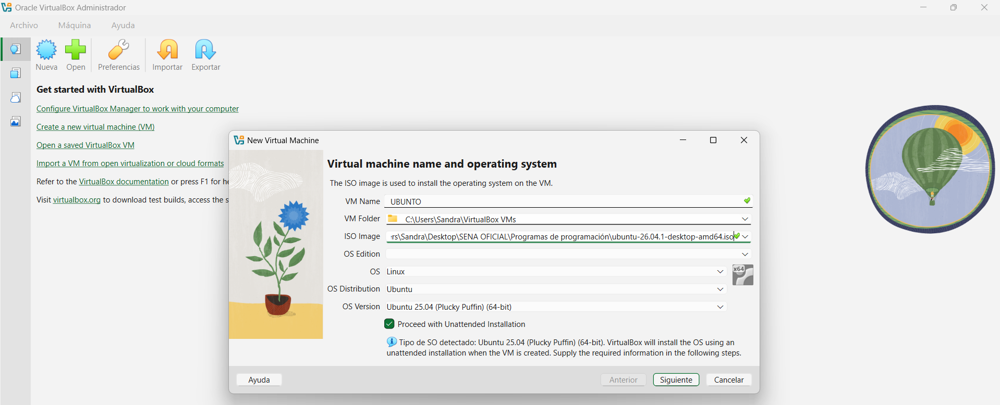 Oracle VirtualBox Administrador
Archivo Máquina Ayuda
Nueva Open Preferencias Importar Exportar
Get started with VirtualBox
Configure VirtualBox Manager to work with your computer
Create a new virtual machine (VM)
Open a saved VirtualBox VM
Import a VM from open virtualization or cloud formats
Refer to the VirtualBox documentation or press F1 for he
Visit virtualbox.org to download test builds, access the s
New Virtual Machine
Virtual machine name and operating system
The ISO image is used to install the operating system on the VM.
VM Name UBUNTO
VM Folder C:\Users\Sandra\VirtualBox VMs
ISO Image rs\Sandra\Desktop\SENA OFICIAL\Programas de programación\ubuntu-26.04.1-desktop-amd64.iso
OS Edition
OS Linux
x64
OS Distribution Ubuntu
OS Version Ubuntu 25.04 (Plucky Puffin) (64-bit)
Proceed with Unattended Installation
Tipo de SO detectado: Ubuntu 25.04 (Plucky Puffin) (64-bit). VirtualBox will install the OS using an
unattended installation when the VM is created. Supply the required information in the following steps.
Ayuda Anterior Siguiente Cancelar